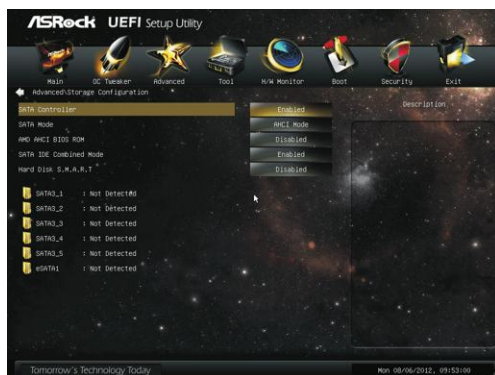 ASRock UEFI Setup Utility
Main OC Tweaker Advanced Tool H/W Monitor Boot Security Exit
Advanced\Storage Configuration
Description
SATA Controller Enabled
SATA Mode AHCI Mode
AMD AHCI BIOS ROM Disabled
SATA IDE Combined Mode Enabled
Hard Disk S.M.A.R.T Disabled
SATA3_1 : Not Detected
SATA3_2 : Not Detected
SATA3_3 : Not Detected
SATA3_4 : Not Detected
SATA3_5 : Not Detected
eSATA1 : Not Detected
Tomorrow's Technology Today
Mon 08/06/2012, 09:53:00